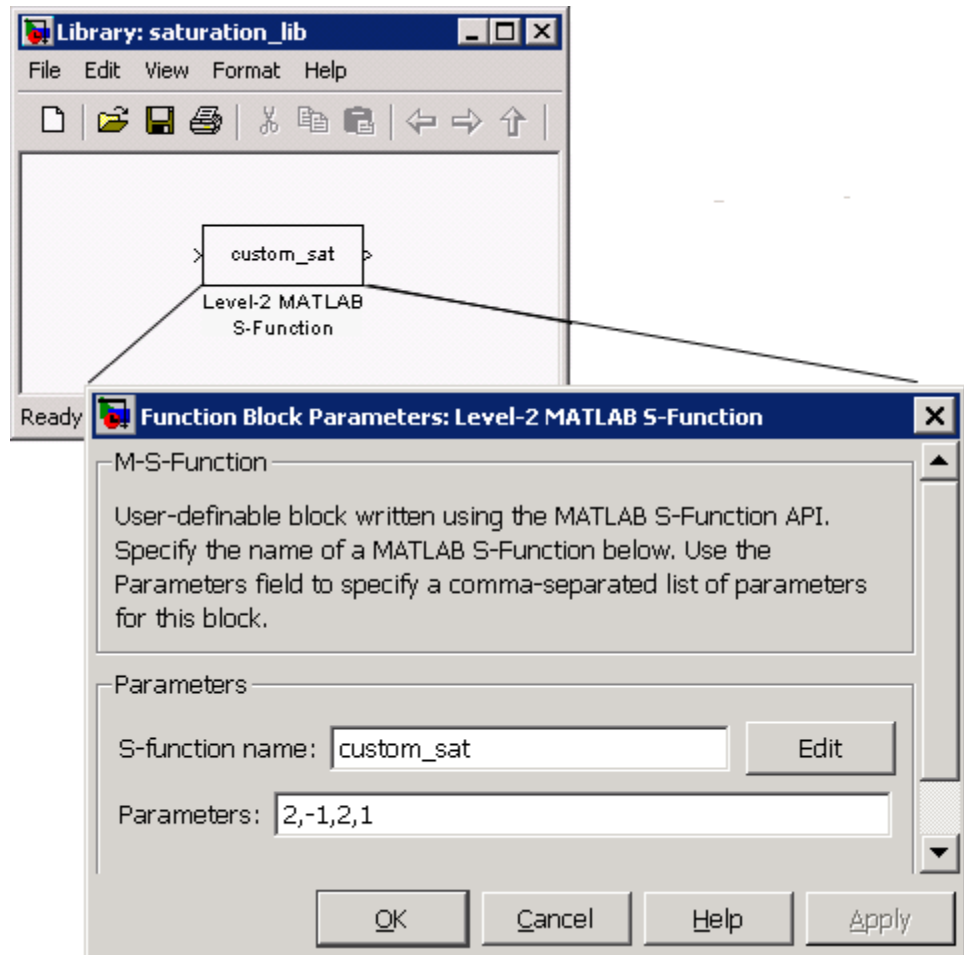 Library: saturation_lib
File Edit View Format Help
custom_sat
Level-2 MATLAB
S-Function
Ready
Function Block Parameters: Level-2 MATLAB S-Function
M-S-Function
User-definable block written using the MATLAB S-Function API.
Specify the name of a MATLAB S-Function below. Use the
Parameters field to specify a comma-separated list of parameters
for this block.
Parameters
S-function name: custom_sat Edit
Parameters: 2,-1,2,1
OK Cancel Help Apply